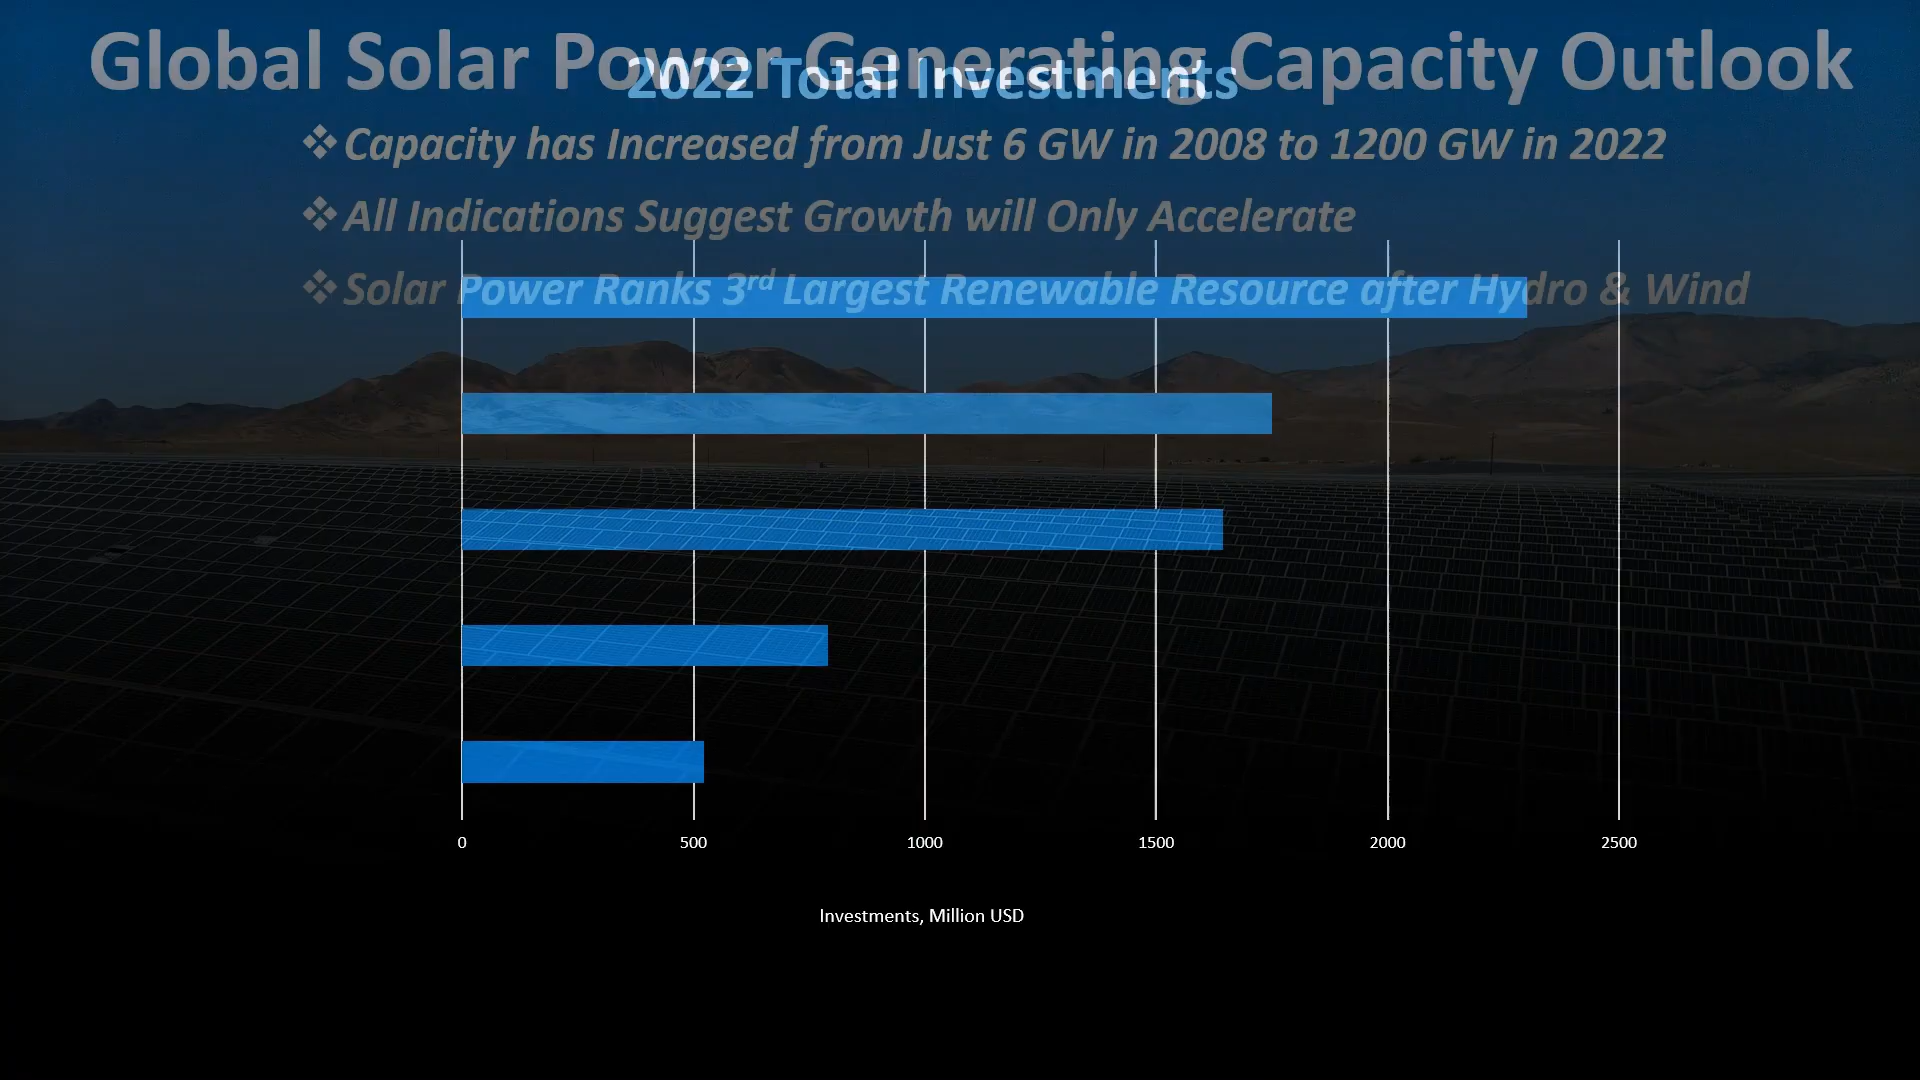 Global Solar Power Generating Capacity Outlook
2022 Total Investments
❖Capacity has Increased from Just 6 GW in 2008 to 1200 GW in 2022
❖All Indications Suggest Growth will Only Accelerate
❖Solar Power Ranks 3rd Largest Renewable Resource after Hydro & Wind
0 500 1000 1500 2000 2500
Investments, Million USD